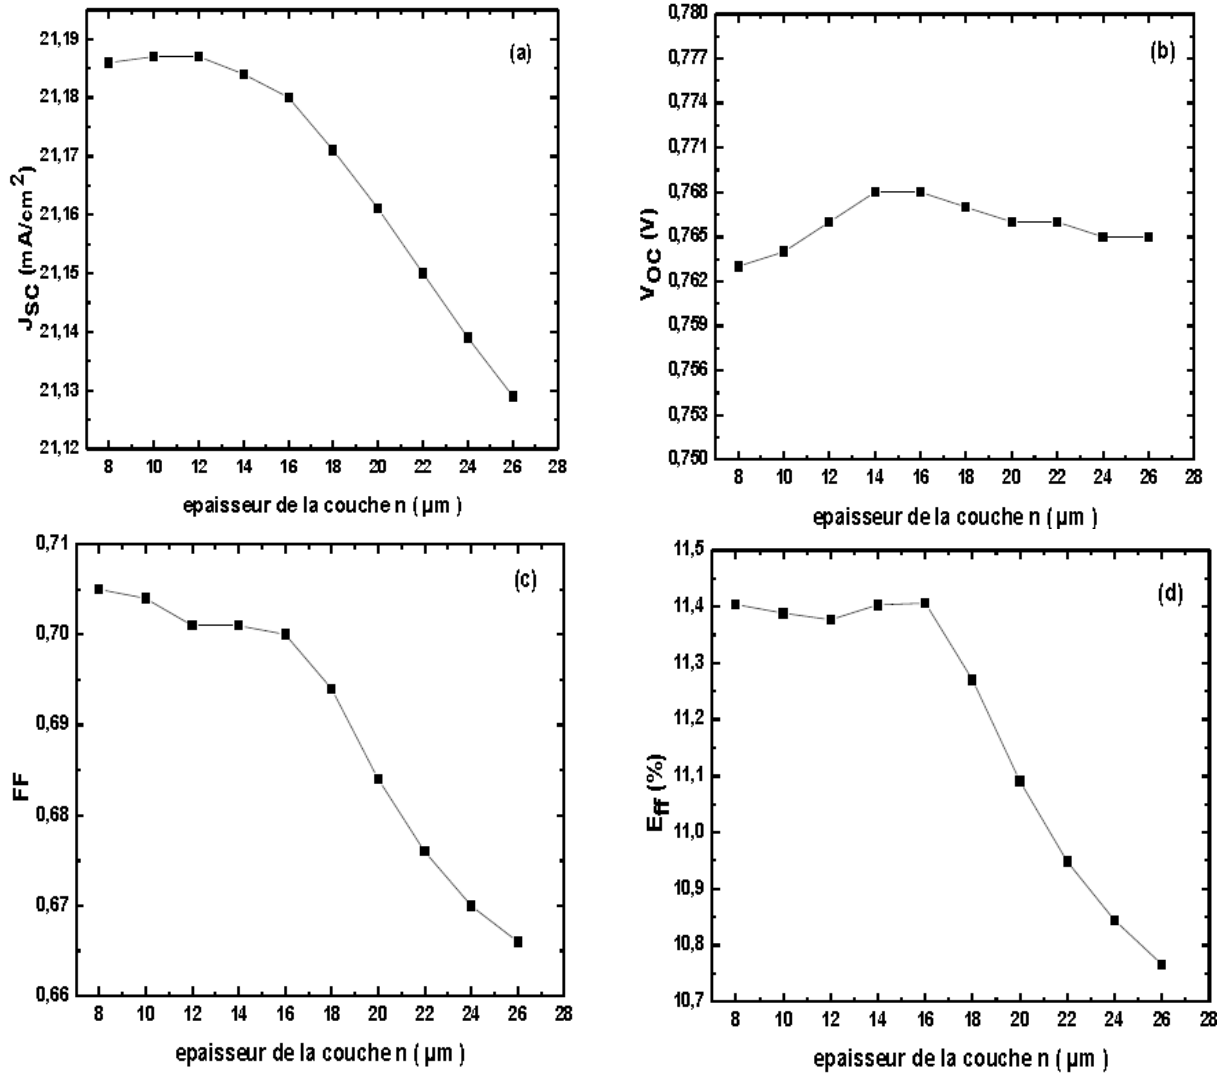 (a)
J_SC (mA/cm²)
21,19
21,18
21,17
21,16
21,15
21,14
21,13
21,12
8 10 12 14 16 18 20 22 24 26 28
epaisseur de la couche n ( µm )
(b)
V_OC (V)
0,780
0,777
0,774
0,771
0,768
0,765
0,762
0,759
0,756
0,753
0,750
8 10 12 14 16 18 20 22 24 26 28
epaisseur de la couche n ( µm )
(c)
FF
0,71
0,70
0,69
0,68
0,67
0,66
8 10 12 14 16 18 20 22 24 26 28
epaisseur de la couche n ( µm )
(d)
E_ff (%)
11,5
11,4
11,3
11,2
11,1
11,0
10,9
10,8
10,7
8 10 12 14 16 18 20 22 24 26 28
epaisseur de la couche n ( µm )